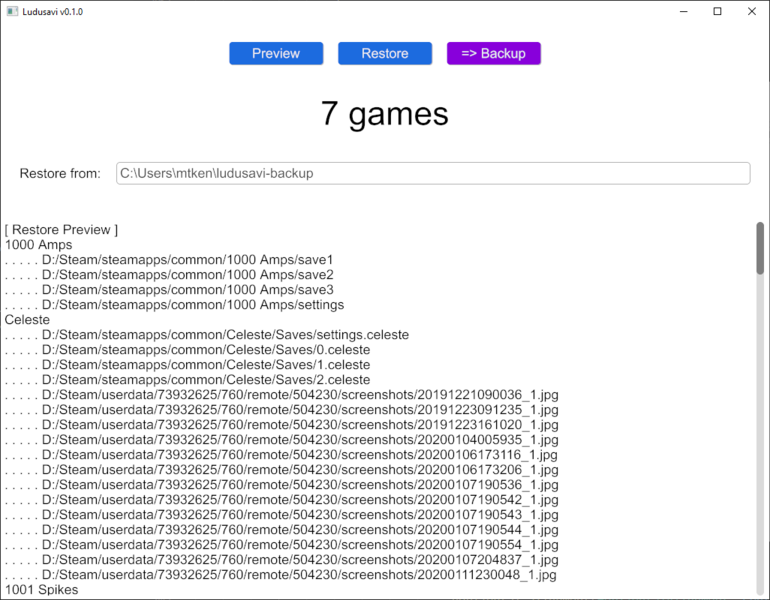 Ludusavi v0.1.0
Preview
Restore
=> Backup
7 games
Restore from: C:\Users\mtken\ludusavi-backup
[ Restore Preview ]
1000 Amps
. . . . . D:/Steam/steamapps/common/1000 Amps/save1
. . . . . D:/Steam/steamapps/common/1000 Amps/save2
. . . . . D:/Steam/steamapps/common/1000 Amps/save3
. . . . . D:/Steam/steamapps/common/1000 Amps/settings
Celeste
. . . . . D:/Steam/steamapps/common/Celeste/Saves/settings.celeste
. . . . . D:/Steam/steamapps/common/Celeste/Saves/0.celeste
. . . . . D:/Steam/steamapps/common/Celeste/Saves/1.celeste
. . . . . D:/Steam/steamapps/common/Celeste/Saves/2.celeste
. . . . . D:/Steam/userdata/73932625/760/remote/504230/screenshots/20191221090036_1.jpg
. . . . . D:/Steam/userdata/73932625/760/remote/504230/screenshots/20191223091235_1.jpg
. . . . . D:/Steam/userdata/73932625/760/remote/504230/screenshots/20191223161020_1.jpg
. . . . . D:/Steam/userdata/73932625/760/remote/504230/screenshots/20200104005935_1.jpg
. . . . . D:/Steam/userdata/73932625/760/remote/504230/screenshots/20200106173116_1.jpg
. . . . . D:/Steam/userdata/73932625/760/remote/504230/screenshots/20200106173206_1.jpg
. . . . . D:/Steam/userdata/73932625/760/remote/504230/screenshots/20200107190536_1.jpg
. . . . . D:/Steam/userdata/73932625/760/remote/504230/screenshots/20200107190542_1.jpg
. . . . . D:/Steam/userdata/73932625/760/remote/504230/screenshots/20200107190543_1.jpg
. . . . . D:/Steam/userdata/73932625/760/remote/504230/screenshots/20200107190544_1.jpg
. . . . . D:/Steam/userdata/73932625/760/remote/504230/screenshots/20200107190554_1.jpg
. . . . . D:/Steam/userdata/73932625/760/remote/504230/screenshots/20200107204837_1.jpg
. . . . . D:/Steam/userdata/73932625/760/remote/504230/screenshots/20200111230048_1.jpg
1001 Spikes